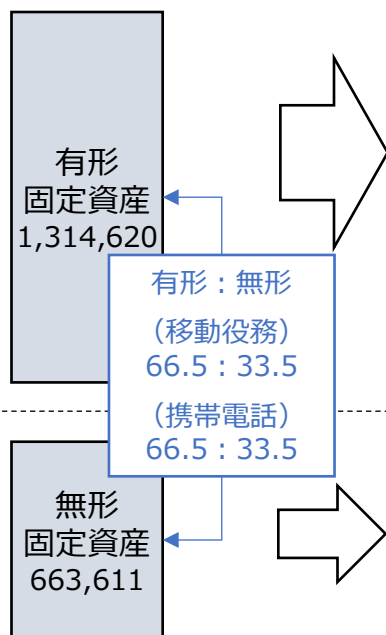 有形
固定資産
1,314,620
有形：無形
（移動役務）
66.5：33.5
（携帯電話）
66.5：33.5
無形
固定資産
663,611